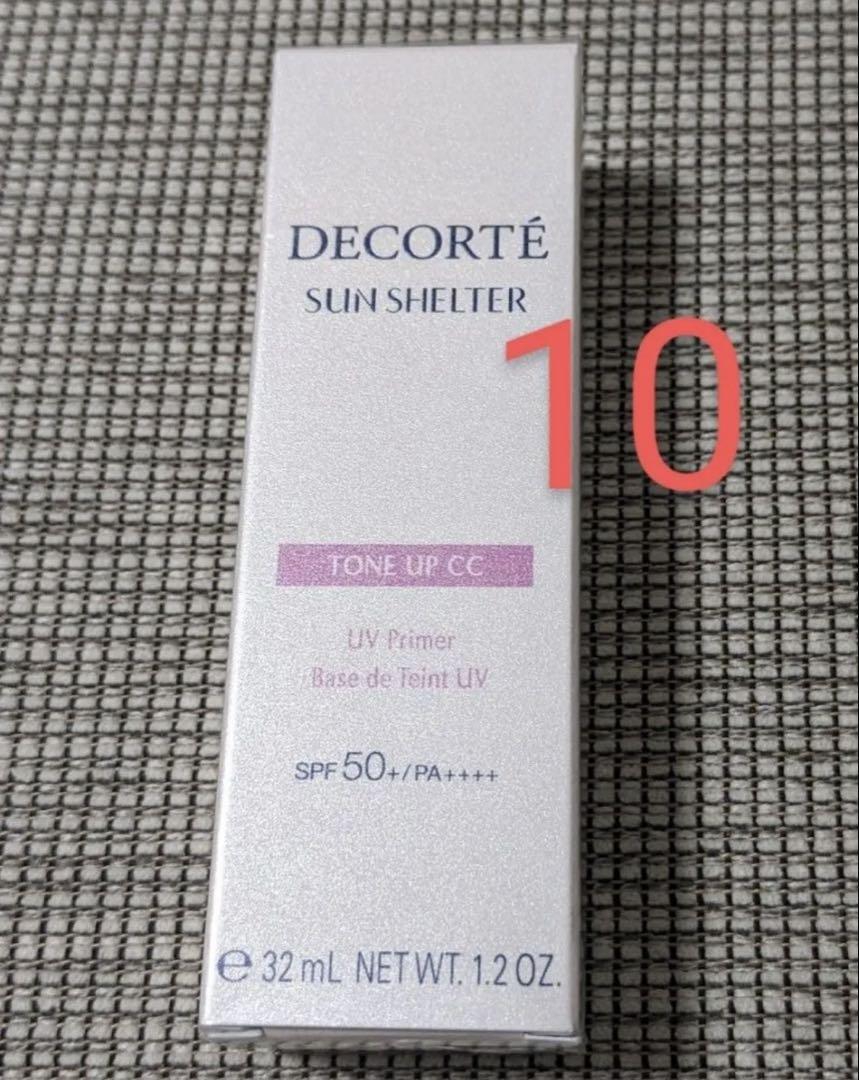 DECORTÉ
SUN SHELTER
10
TONE UP CC
UV Primer
Base de Teint UV
SPF 50+/PA++++
℮ 32 mL NET WT. 1.2 OZ.